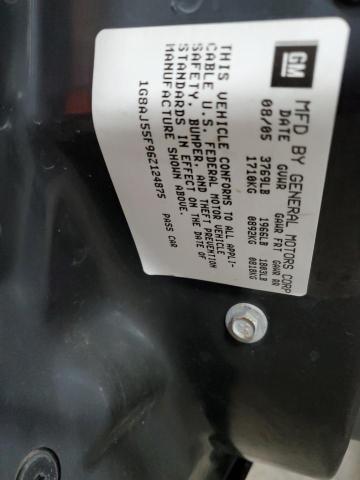 GM MFD BY GENERAL MOTORS CORP
DATE GVWR GAWR FRT GAWR RR
08/05 3769LB 1966LB 1803LB
1710KG 0892KG 0818KG
THIS VEHICLE CONFORMS TO ALL APPLI-
CABLE U.S. FEDERAL MOTOR VEHICLE
SAFETY, BUMPER, AND THEFT PREVENTION
STANDARDS IN EFFECT ON THE DATE OF
MANUFACTURE SHOWN ABOVE.
1G8AJ55F96Z124875 PASS CAR